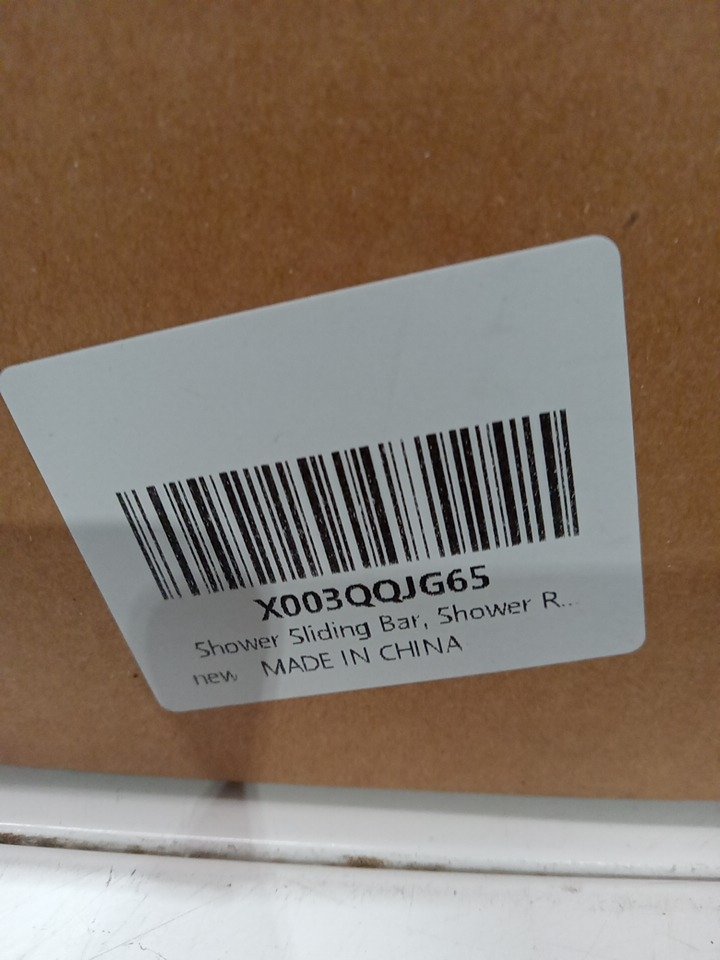 X003QQJG65
Shower Sliding Bar, Shower R...
new MADE IN CHINA